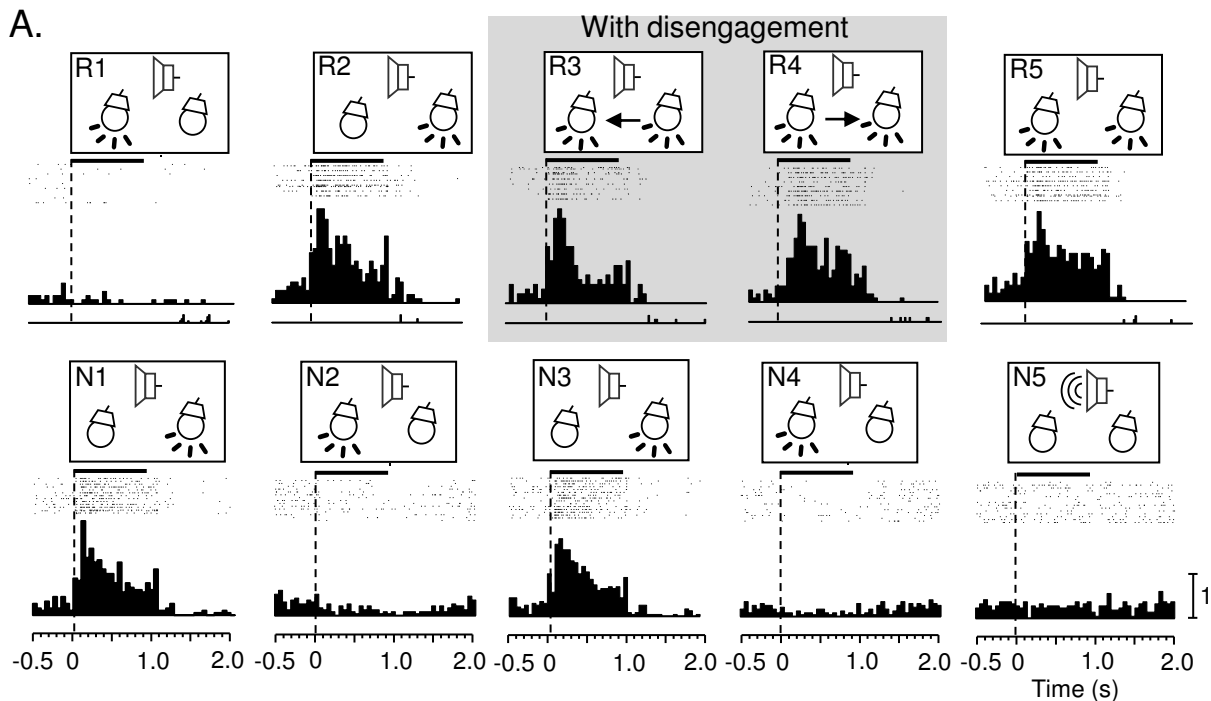 A.
With disengagement
R1 R2 R3 R4 R5
N1 N2 N3 N4 N5
1
-0.5 0 1.0 2.0 -0.5 0 1.0 2.0 -0.5 0 1.0 2.0 -0.5 0 1.0 2.0 -0.5 0 1.0 2.0
Time (s)